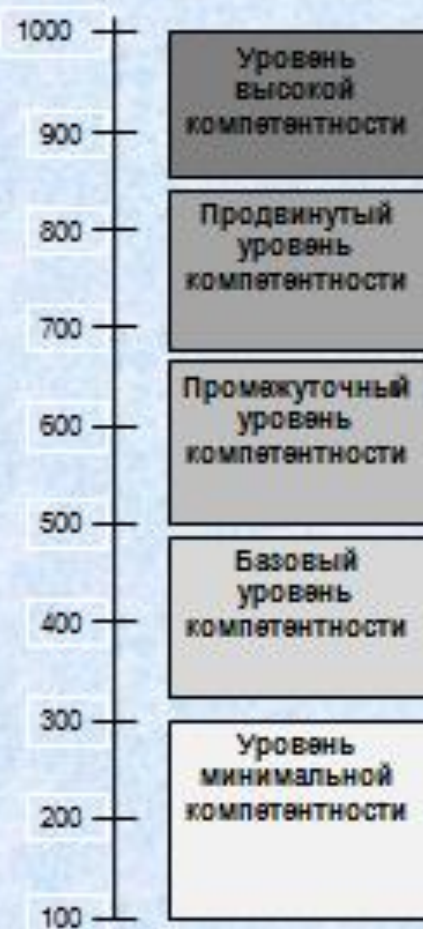 1000
Уровень
высокой
компетентности
900
800
Продвинутый
уровень
компетентности
700
Промежуточный
уровень
компетентности
600
500
Базовый
уровень
компетентности
400
300
Уровень
минимальной
компетентности
200
100